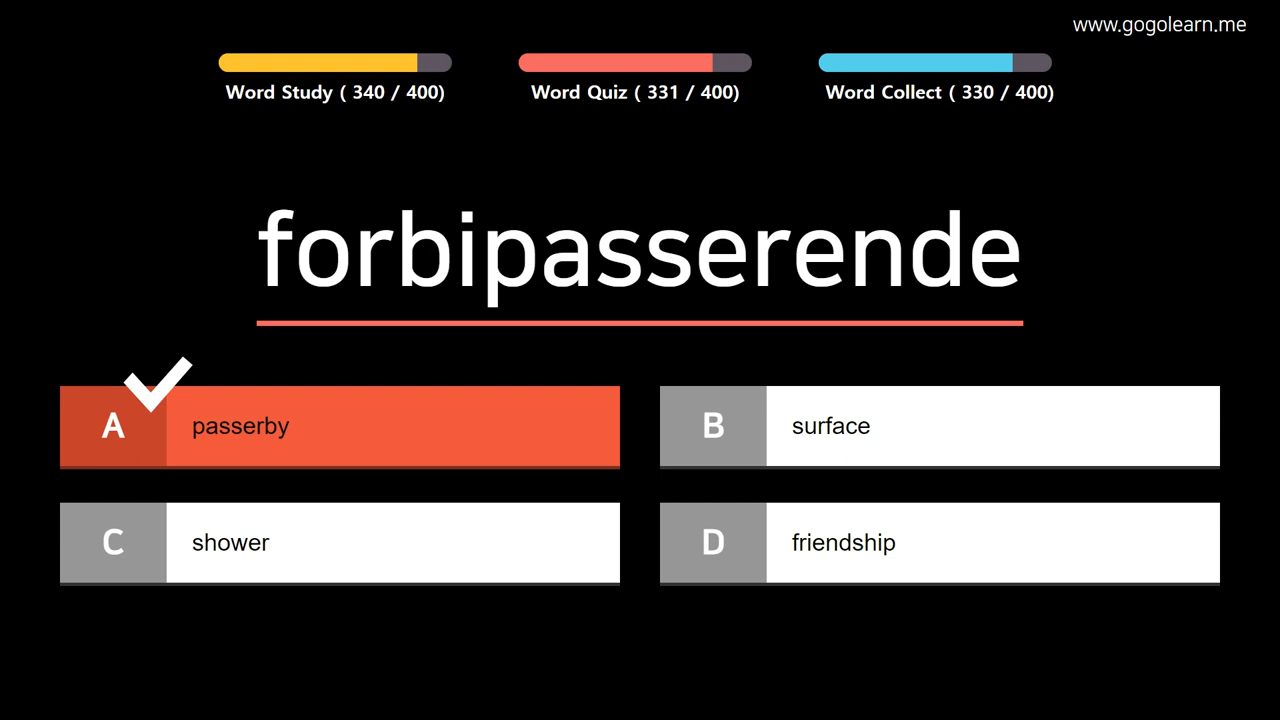 www.gogolearn.me
Word Study ( 340 / 400)
Word Quiz ( 331 / 400)
Word Collect ( 330 / 400)
forbipasserende
A passerby
B surface
C shower
D friendship